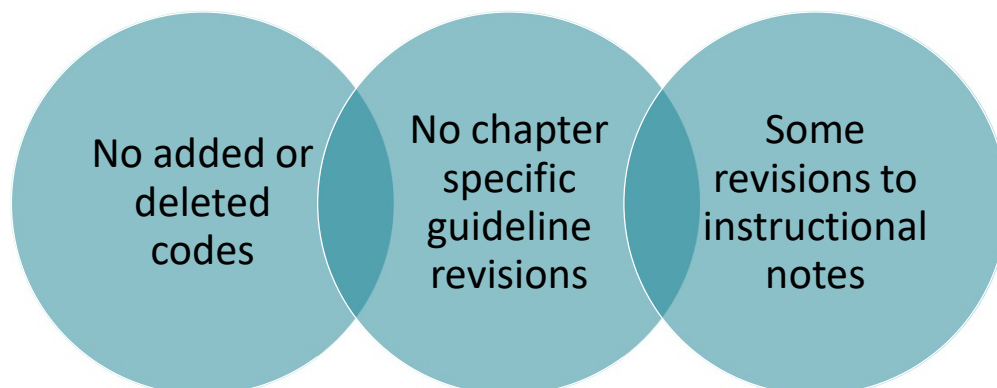 No added or
deleted
codes
No chapter
specific
guideline
revisions
Some
revisions to
instructional
notes